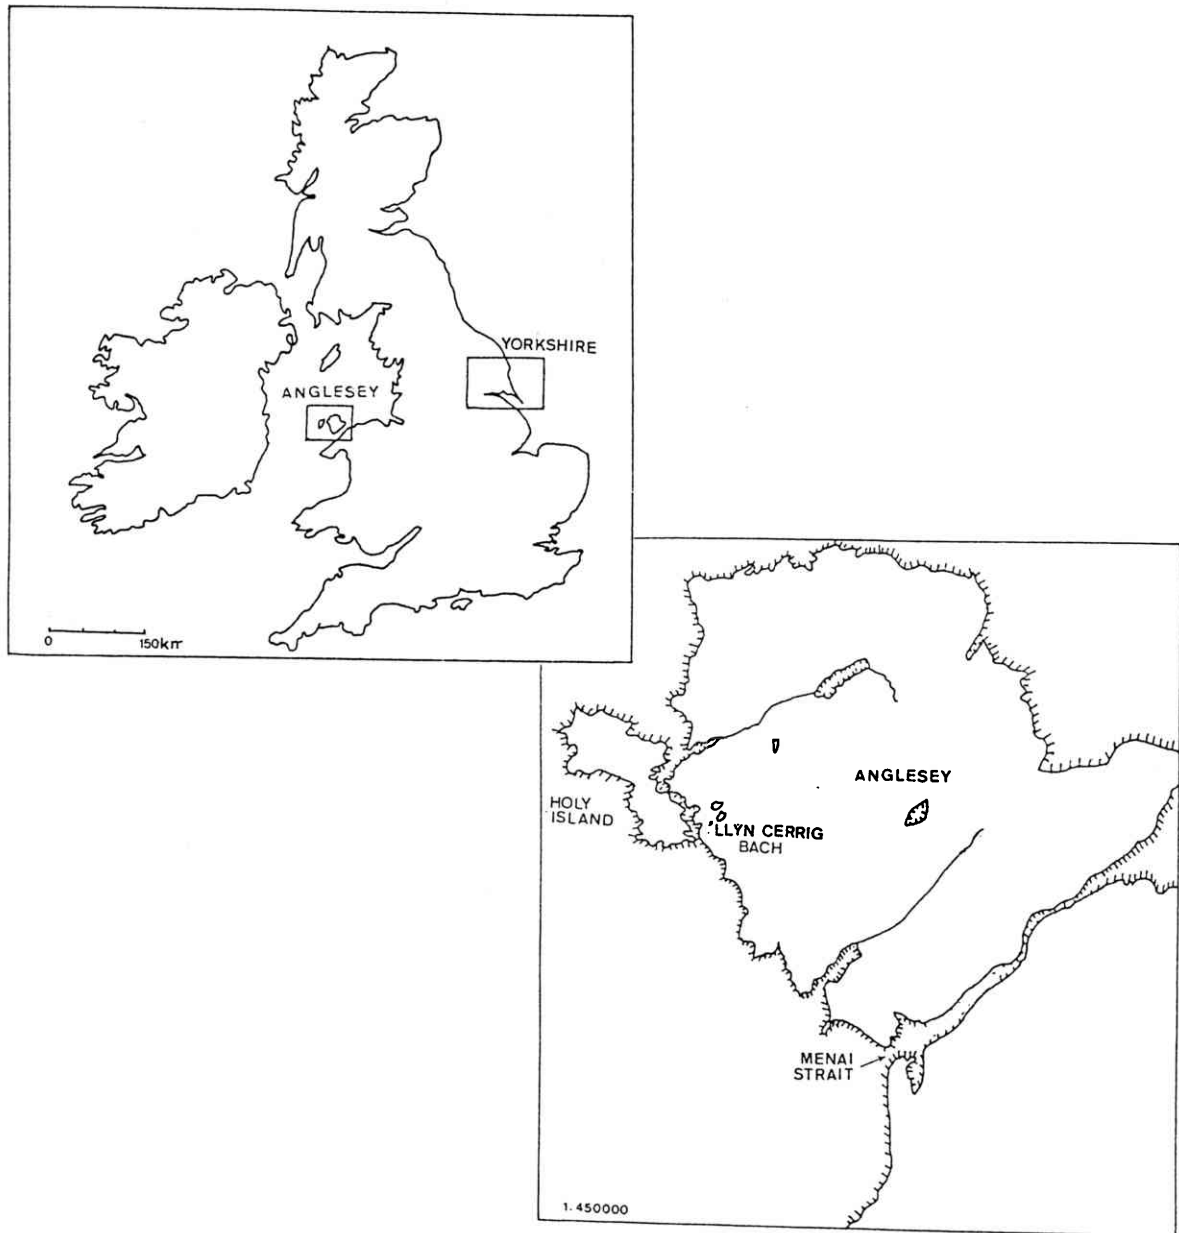 YORKSHIRE
ANGLESEY
0 150km
ANGLESEY
HOLY
ISLAND
LLYN CERRIG
BACH
MENAI
STRAIT
1:450000